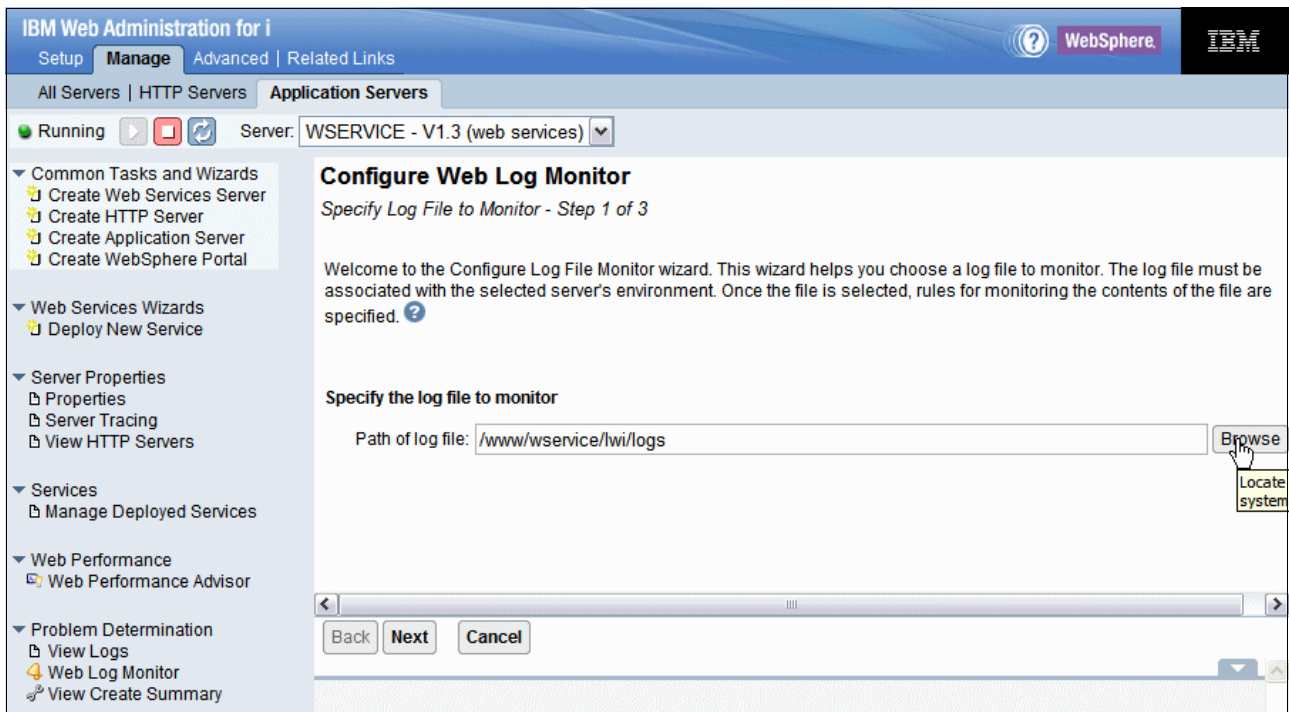 IBM Web Administration for i
WebSphere.
IBM
Setup Manage Advanced | Related Links
All Servers | HTTP Servers Application Servers
Running Server: WSERVICE - V1.3 (web services)
Common Tasks and Wizards
Create Web Services Server
Create HTTP Server
Create Application Server
Create WebSphere Portal
Web Services Wizards
Deploy New Service
Server Properties
Properties
Server Tracing
View HTTP Servers
Services
Manage Deployed Services
Web Performance
Web Performance Advisor
Problem Determination
View Logs
Web Log Monitor
View Create Summary
Configure Web Log Monitor
Specify Log File to Monitor - Step 1 of 3
Welcome to the Configure Log File Monitor wizard. This wizard helps you choose a log file to monitor. The log file must be
associated with the selected server's environment. Once the file is selected, rules for monitoring the contents of the file are
specified. ?
Specify the log file to monitor
Path of log file: /www/wservice/lwi/logs Browse
Locate
system
Back Next Cancel